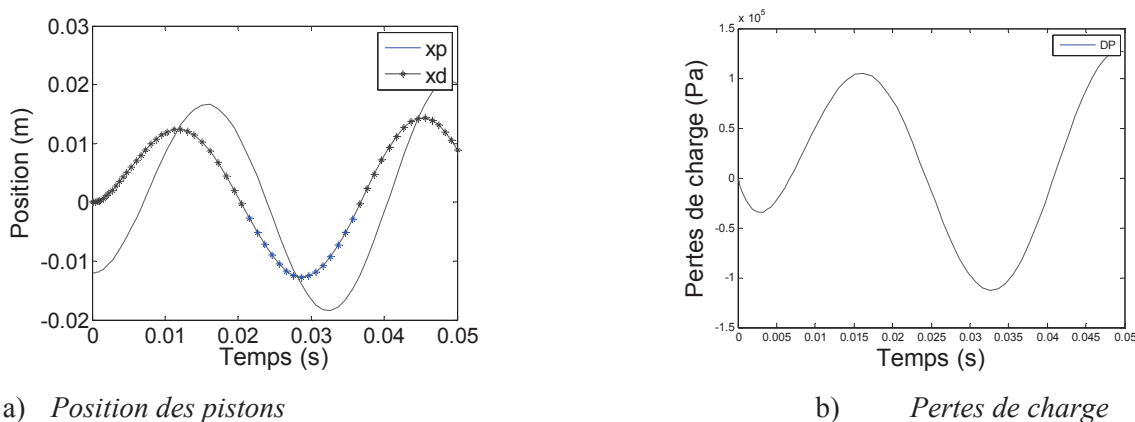 0.03
0.02
0.01
0
-0.01
-0.02
Position (m)
xp
xd
0 0.01 0.02 0.03 0.04 0.05
Temps (s)
x 10^5
1.5
1
0.5
0
-0.5
-1
-1.5
Pertes de charge (Pa)
DP
0 0.005 0.01 0.015 0.02 0.025 0.03 0.035 0.04 0.045 0.05
Temps (s)
a) Position des pistons
b) Pertes de charge